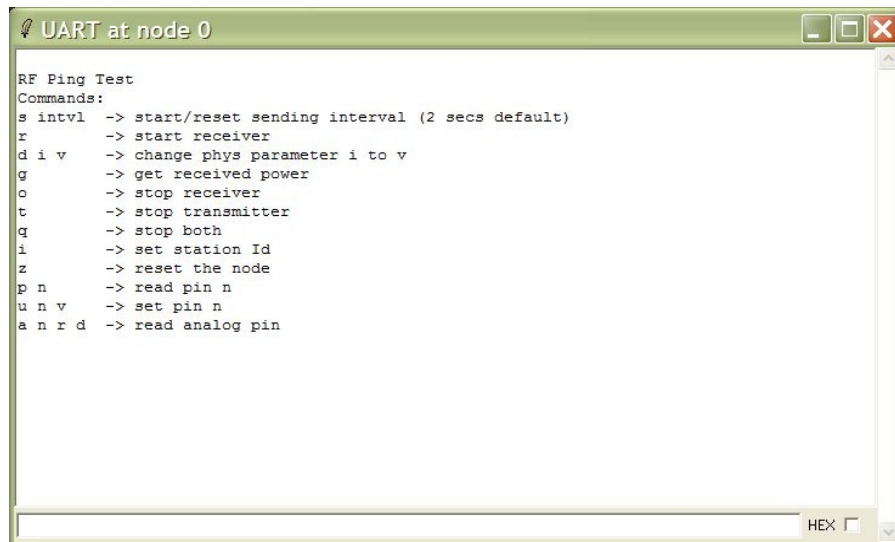 UART at node 0
RF Ping Test
Commands:
s intvl  -> start/reset sending interval (2 secs default)
r        -> start receiver
d i v    -> change phys parameter i to v
g        -> get received power
o        -> stop receiver
t        -> stop transmitter
q        -> stop both
i        -> set station Id
z        -> reset the node
p n      -> read pin n
u n v    -> set pin n
a n r d  -> read analog pin
HEX